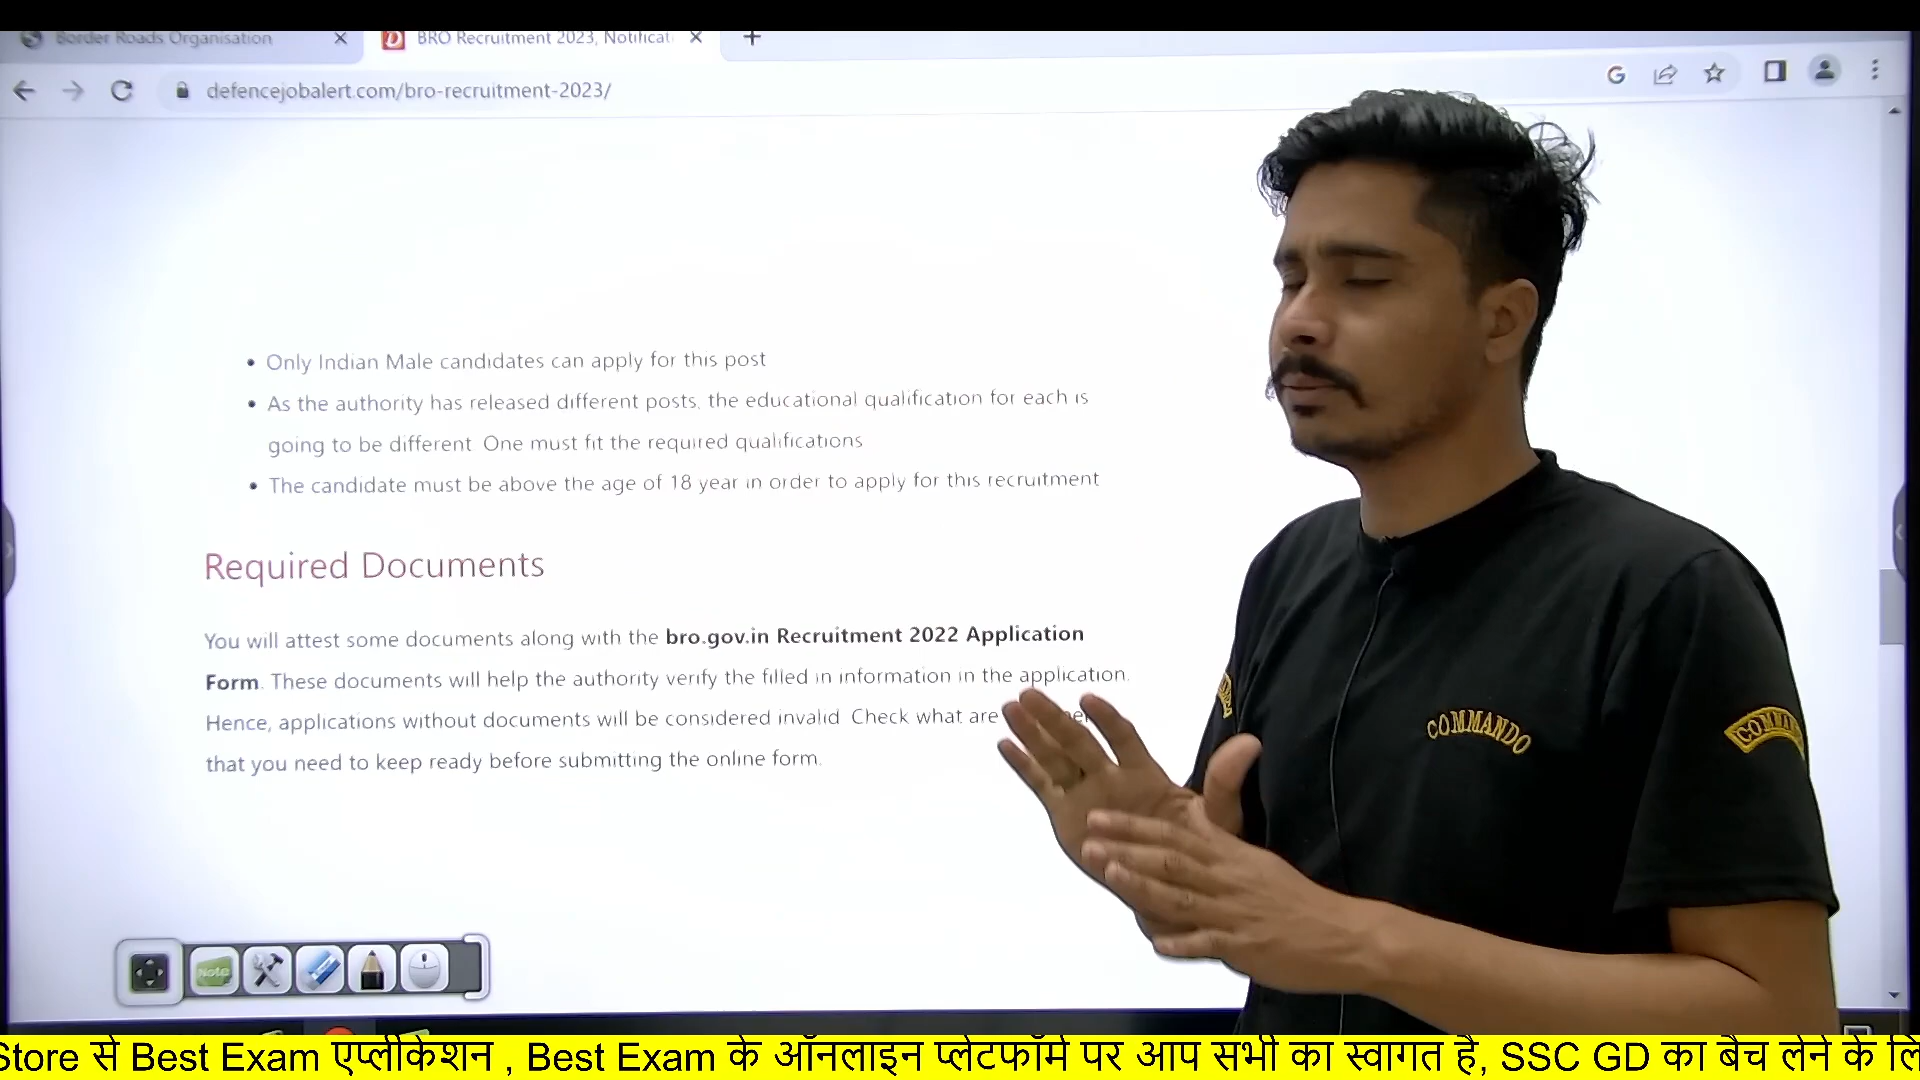 Border Roads Organisation
BRO Recruitment 2023, Notificat
defencejobalert.com/bro-recruitment-2023/
Only Indian Male candidates can apply for this post
As the authority has released different posts, the educational qualification for each is
going to be different. One must fit the required qualifications
The candidate must be above the age of 18 year in order to apply for this recruitment
Required Documents
You will attest some documents along with the bro.gov.in Recruitment 2022 Application
Form. These documents will help the authority verify the filled in information in the application.
Hence, applications without documents will be considered invalid. Check what are
that you need to keep ready before submitting the online form.
COMMANDO
Note
Store से Best Exam एप्लीकेशन , Best Exam के ऑनलाइन प्लेटफॉर्म पर आप सभी का स्वागत है, SSC GD का बैच लेने के लि